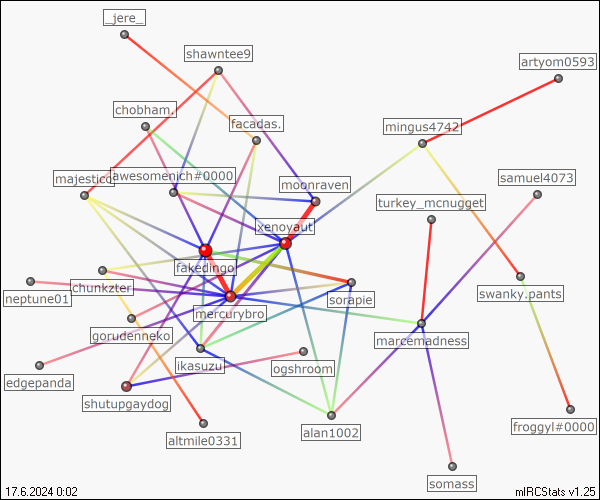 _jere_
shawntee9
artyom0593
chobham.
facadas.
mingus4742
majesticc
awesomenich#0000
moonraven
samuel4073
turkey_mcnugget
xenoyaut
fakedingo
neptune01
chunkzter
mercurybro
sorapie
swanky.pants
gorudenneko
marcemadness
edgepanda
ikasuzu
ogshroom
shutupgaydog
altmile0331
alan1002
froggyl#0000
somass
17.6.2024 0:02
mIRCStats v1.25